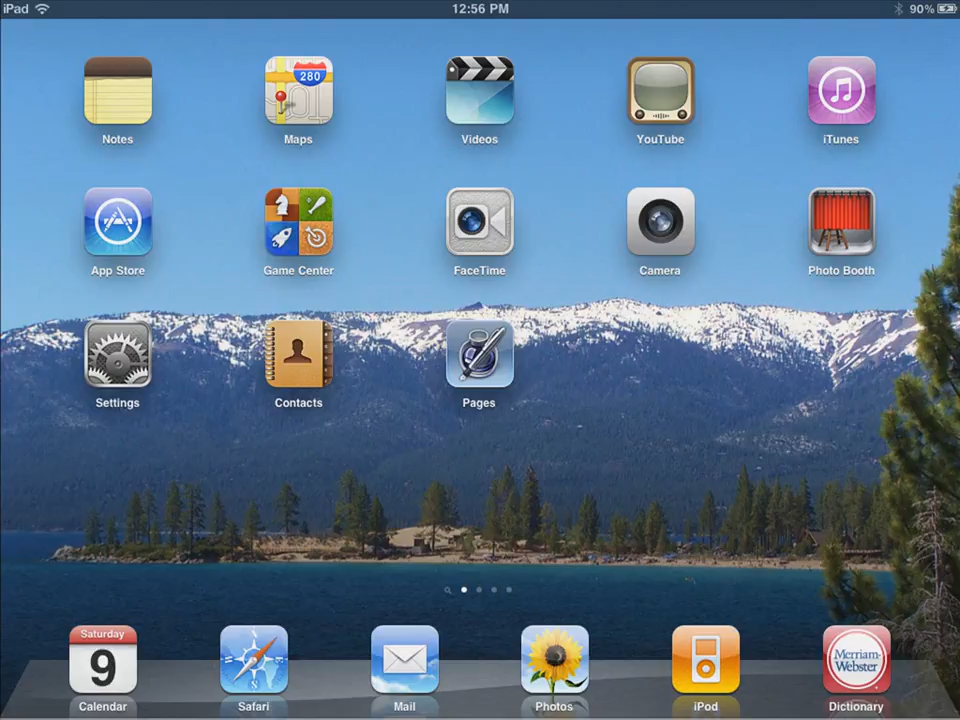 iPad 12:56 PM 90%
280
Notes Maps Videos YouTube iTunes
App Store Game Center FaceTime Camera Photo Booth
Settings Contacts Pages
Saturday
9
Merriam-
Webster
Calendar Safari Mail Photos iPod Dictionary